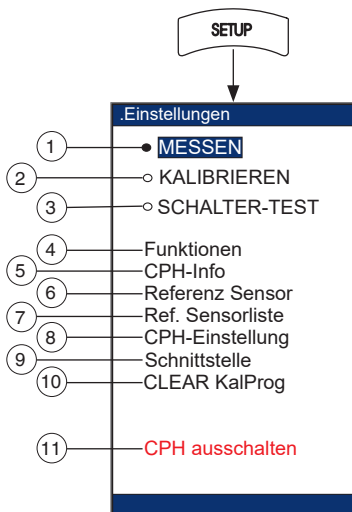 SETUP
.Einstellungen
1 MESSEN
2 KALIBRIEREN
3 SCHALTER-TEST
4 Funktionen
5 CPH-Info
6 Referenz Sensor
7 Ref. Sensorliste
8 CPH-Einstellung
9 Schnittstelle
10 CLEAR KalProg
11 CPH ausschalten